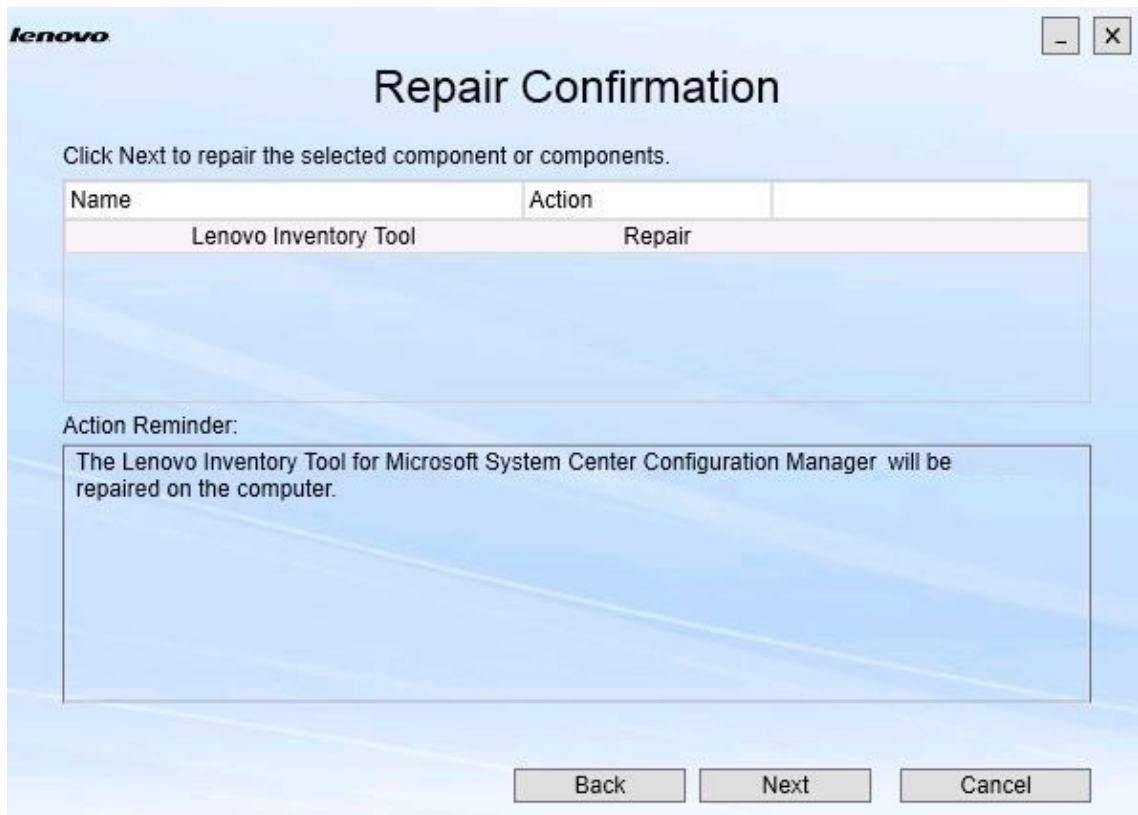 lenovo
Repair Confirmation
Click Next to repair the selected component or components.
Name Action
Lenovo Inventory Tool Repair
Action Reminder:
The Lenovo Inventory Tool for Microsoft System Center Configuration Manager will be
repaired on the computer.
Back Next Cancel